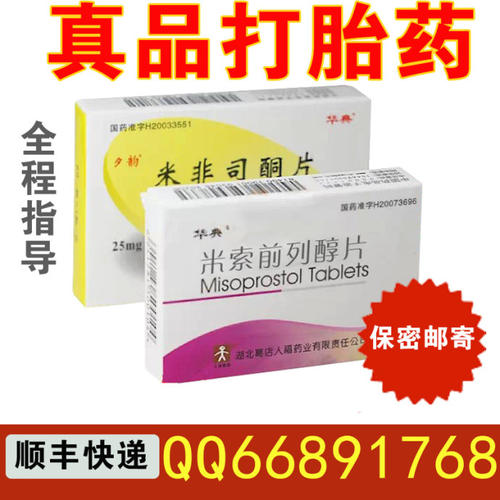 真品打胎药
全程指导
国药准字H20033551
华典
夕韵
米非司酮片
25mg
国药准字H20073696
华典
米索前列醇片
Misoprostol Tablets
湖北葛店人福药业有限责任公司
保密邮寄
顺丰快递
QQ66891768